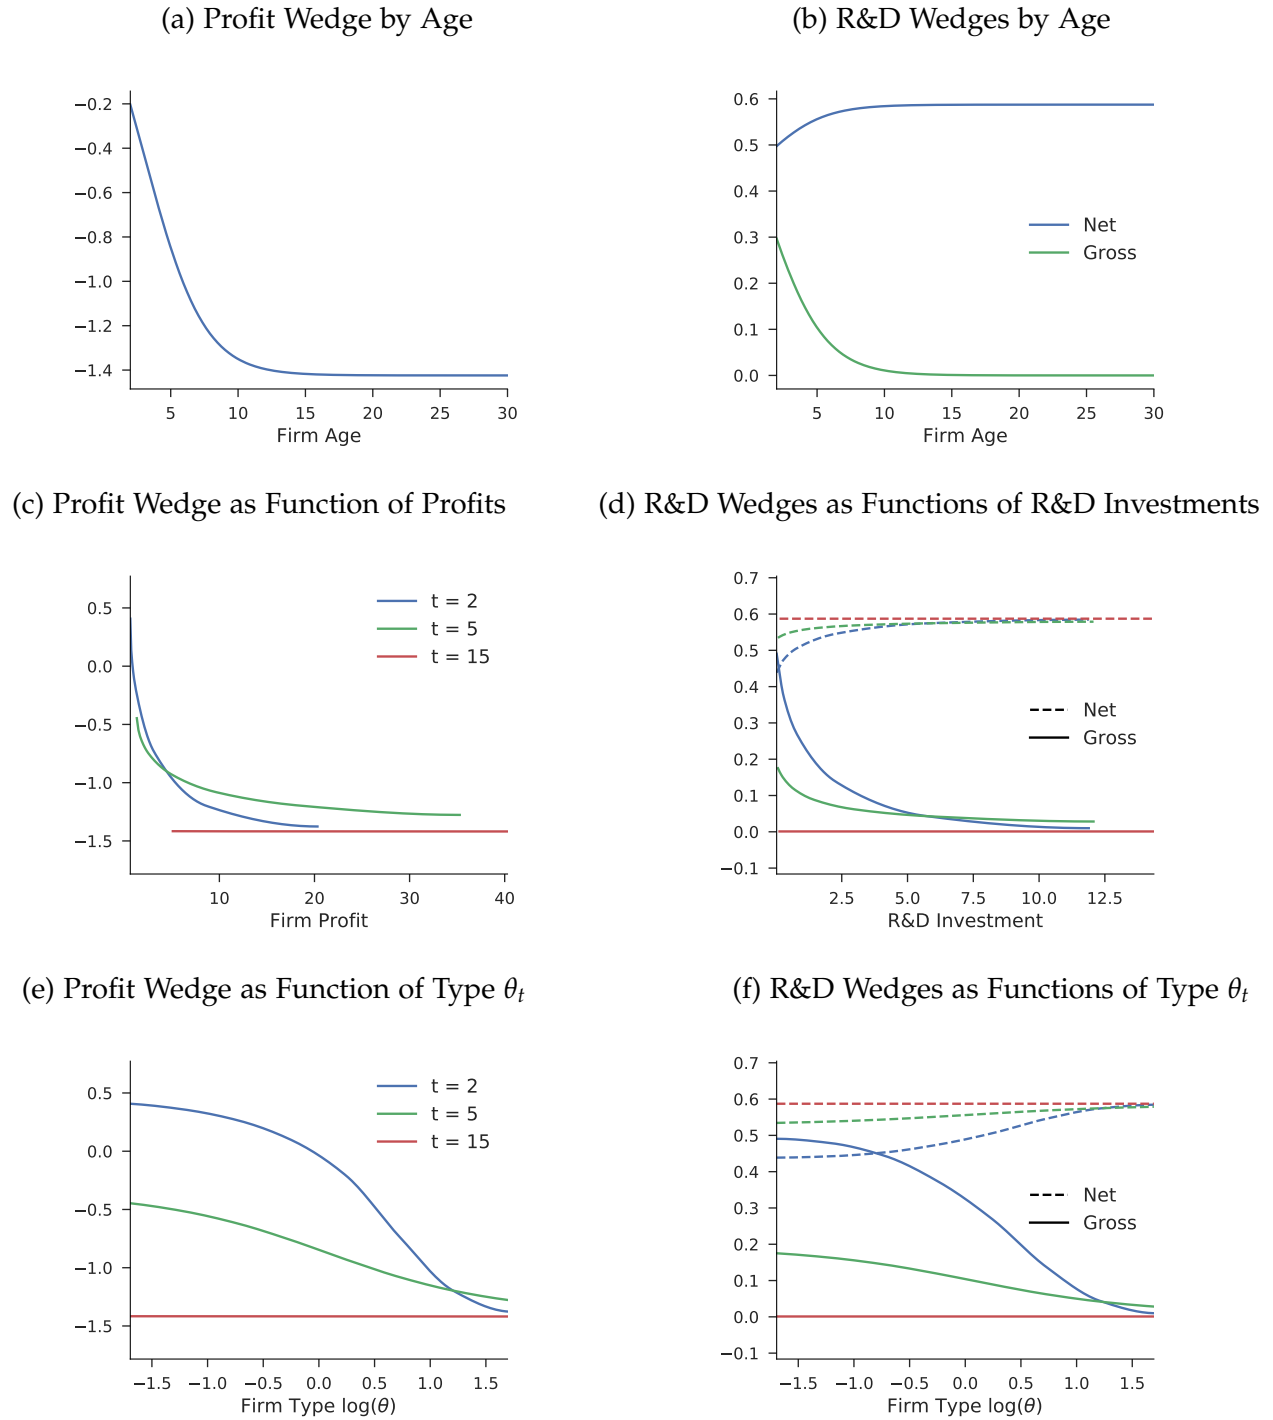 (a) Profit Wedge by Age
−0.2
−0.4
−0.6
−0.8
−1.0
−1.2
−1.4
5 10 15 20 25 30
Firm Age
(b) R&D Wedges by Age
0.6
0.5
0.4
0.3
0.2
0.1
0.0
Net
Gross
5 10 15 20 25 30
Firm Age
(c) Profit Wedge as Function of Profits
0.5
0.0
−0.5
−1.0
−1.5
t = 2
t = 5
t = 15
10 20 30 40
Firm Profit
(d) R&D Wedges as Functions of R&D Investments
0.7
0.6
0.5
0.4
0.3
0.2
0.1
0.0
−0.1
Net
Gross
2.5 5.0 7.5 10.0 12.5
R&D Investment
(e) Profit Wedge as Function of Type θt
0.5
0.0
−0.5
−1.0
−1.5
t = 2
t = 5
t = 15
−1.5 −1.0 −0.5 0.0 0.5 1.0 1.5
Firm Type log(θ)
(f) R&D Wedges as Functions of Type θt
0.7
0.6
0.5
0.4
0.3
0.2
0.1
0.0
−0.1
Net
Gross
−1.5 −1.0 −0.5 0.0 0.5 1.0 1.5
Firm Type log(θ)